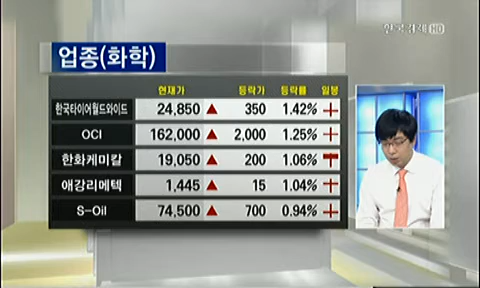 한국경제 HD
업종(화학)
현재가 등락가 등락률 일봉
한국타이어월드와이드 24,850 ▲ 350 1.42%
OCI 162,000 ▲ 2,000 1.25%
한화케미칼 19,050 ▲ 200 1.06%
애강리메텍 1,445 ▲ 15 1.04%
S-Oil 74,500 ▲ 700 0.94%